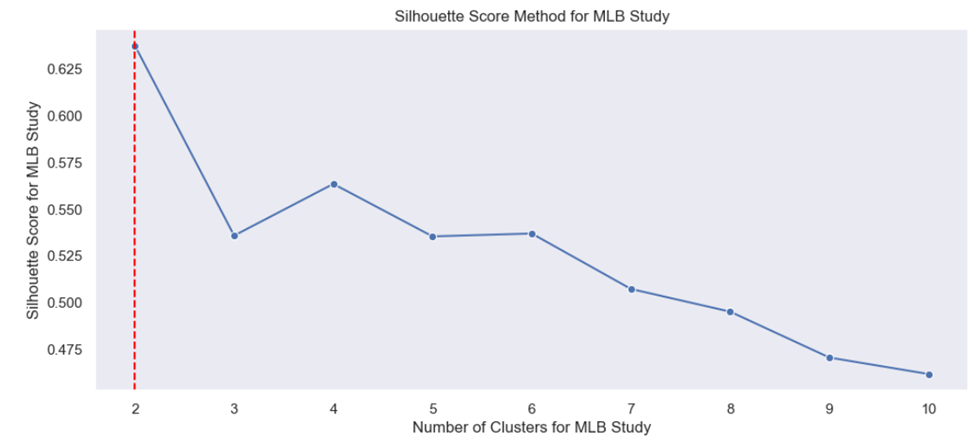 Silhouette Score Method for MLB Study
Silhouette Score for MLB Study
0.625
0.600
0.575
0.550
0.525
0.500
0.475
2 3 4 5 6 7 8 9 10
Number of Clusters for MLB Study